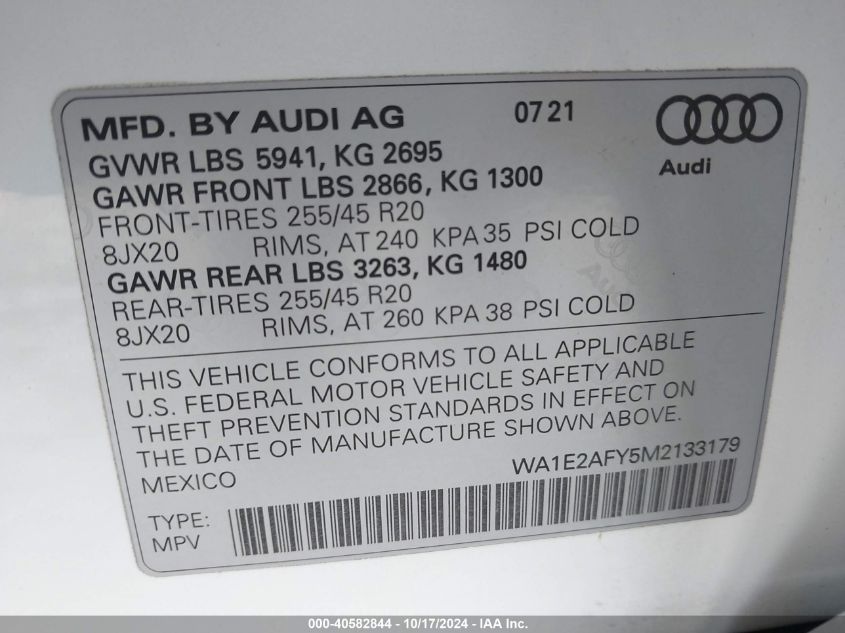 MFD. BY AUDI AG 07 21
Audi
GVWR LBS 5941, KG 2695
GAWR FRONT LBS 2866, KG 1300
FRONT-TIRES 255/45 R20
8JX20 RIMS, AT 240 KPA 35 PSI COLD
GAWR REAR LBS 3263, KG 1480
REAR-TIRES 255/45 R20
8JX20 RIMS, AT 260 KPA 38 PSI COLD
THIS VEHICLE CONFORMS TO ALL APPLICABLE
U.S. FEDERAL MOTOR VEHICLE SAFETY AND
THEFT PREVENTION STANDARDS IN EFFECT ON
THE DATE OF MANUFACTURE SHOWN ABOVE.
WA1E2AFY5M2133179
MEXICO
TYPE:
MPV
000-40582844 - 10/17/2024 - IAA Inc.